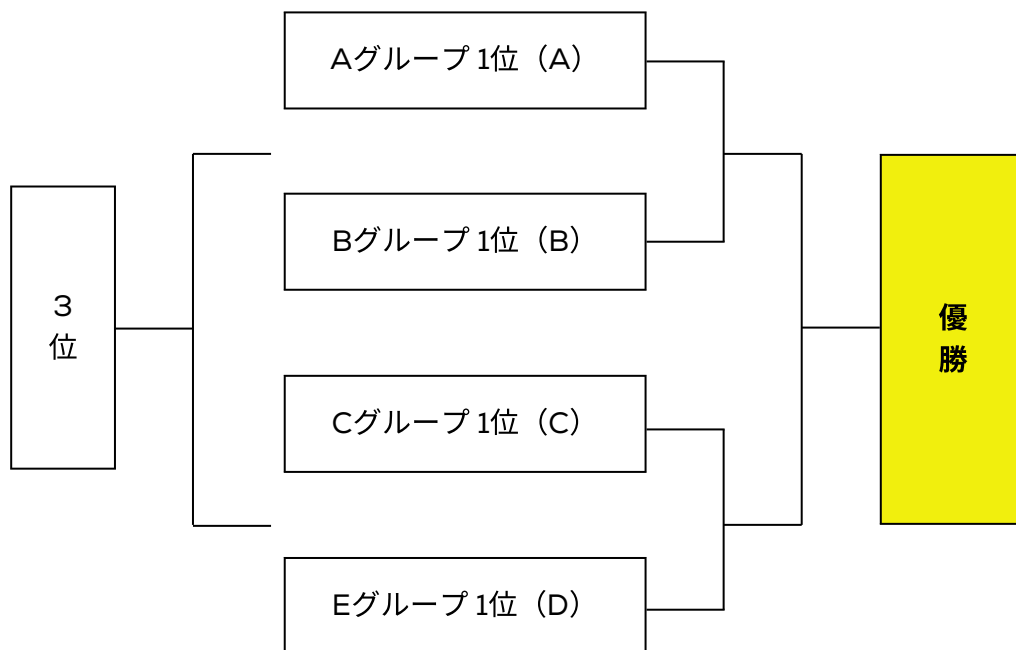 Aグループ 1位（A）
Bグループ 1位（B）
3
位
優
勝
Cグループ 1位（C）
Eグループ 1位（D）